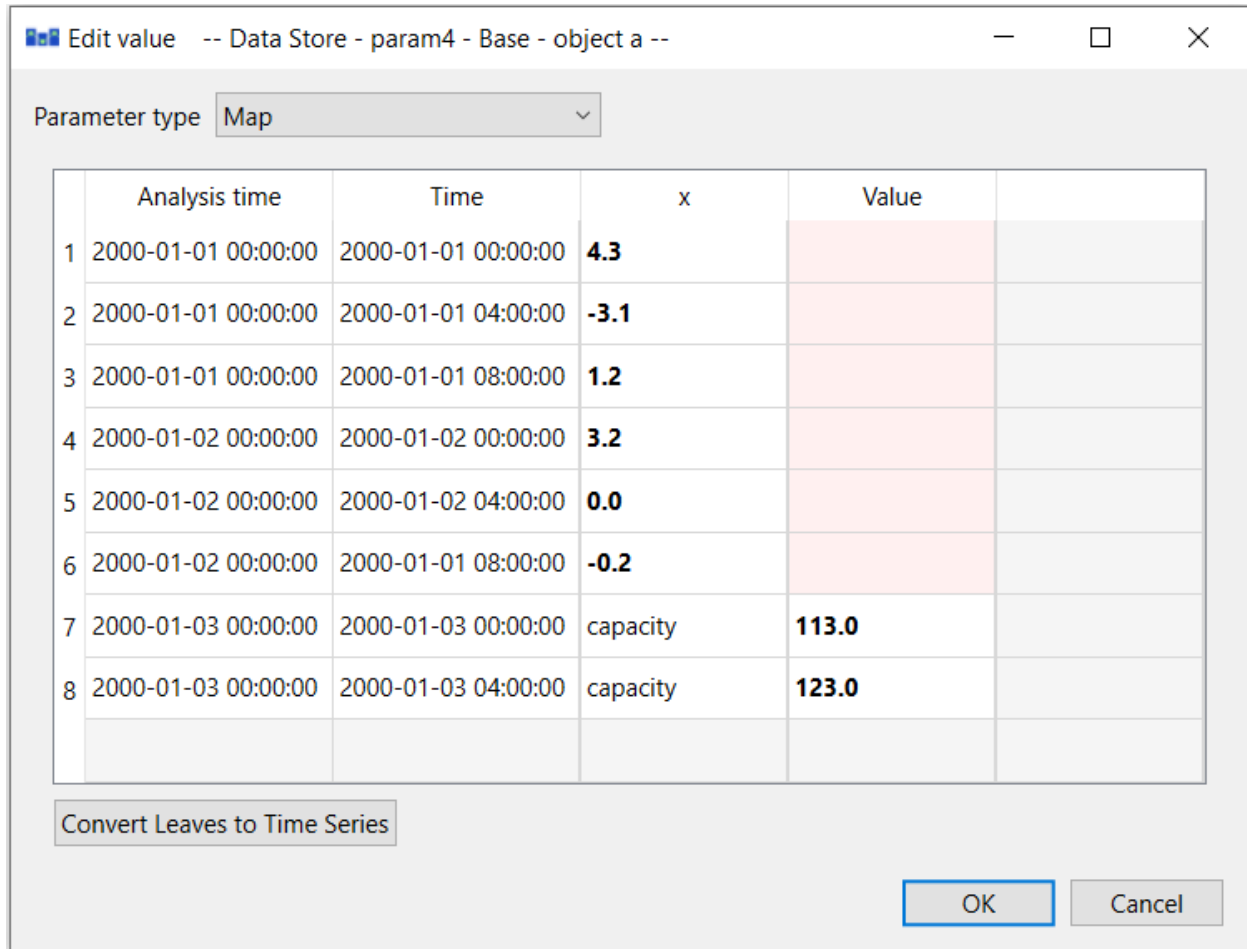 Edit value -- Data Store - param4 - Base - object a --
Parameter type Map
Analysis time Time x Value
1 2000-01-01 00:00:00 2000-01-01 00:00:00 4.3
2 2000-01-01 00:00:00 2000-01-01 04:00:00 -3.1
3 2000-01-01 00:00:00 2000-01-01 08:00:00 1.2
4 2000-01-02 00:00:00 2000-01-02 00:00:00 3.2
5 2000-01-02 00:00:00 2000-01-02 04:00:00 0.0
6 2000-01-02 00:00:00 2000-01-01 08:00:00 -0.2
7 2000-01-03 00:00:00 2000-01-03 00:00:00 capacity 113.0
8 2000-01-03 00:00:00 2000-01-03 04:00:00 capacity 123.0
Convert Leaves to Time Series
OK Cancel